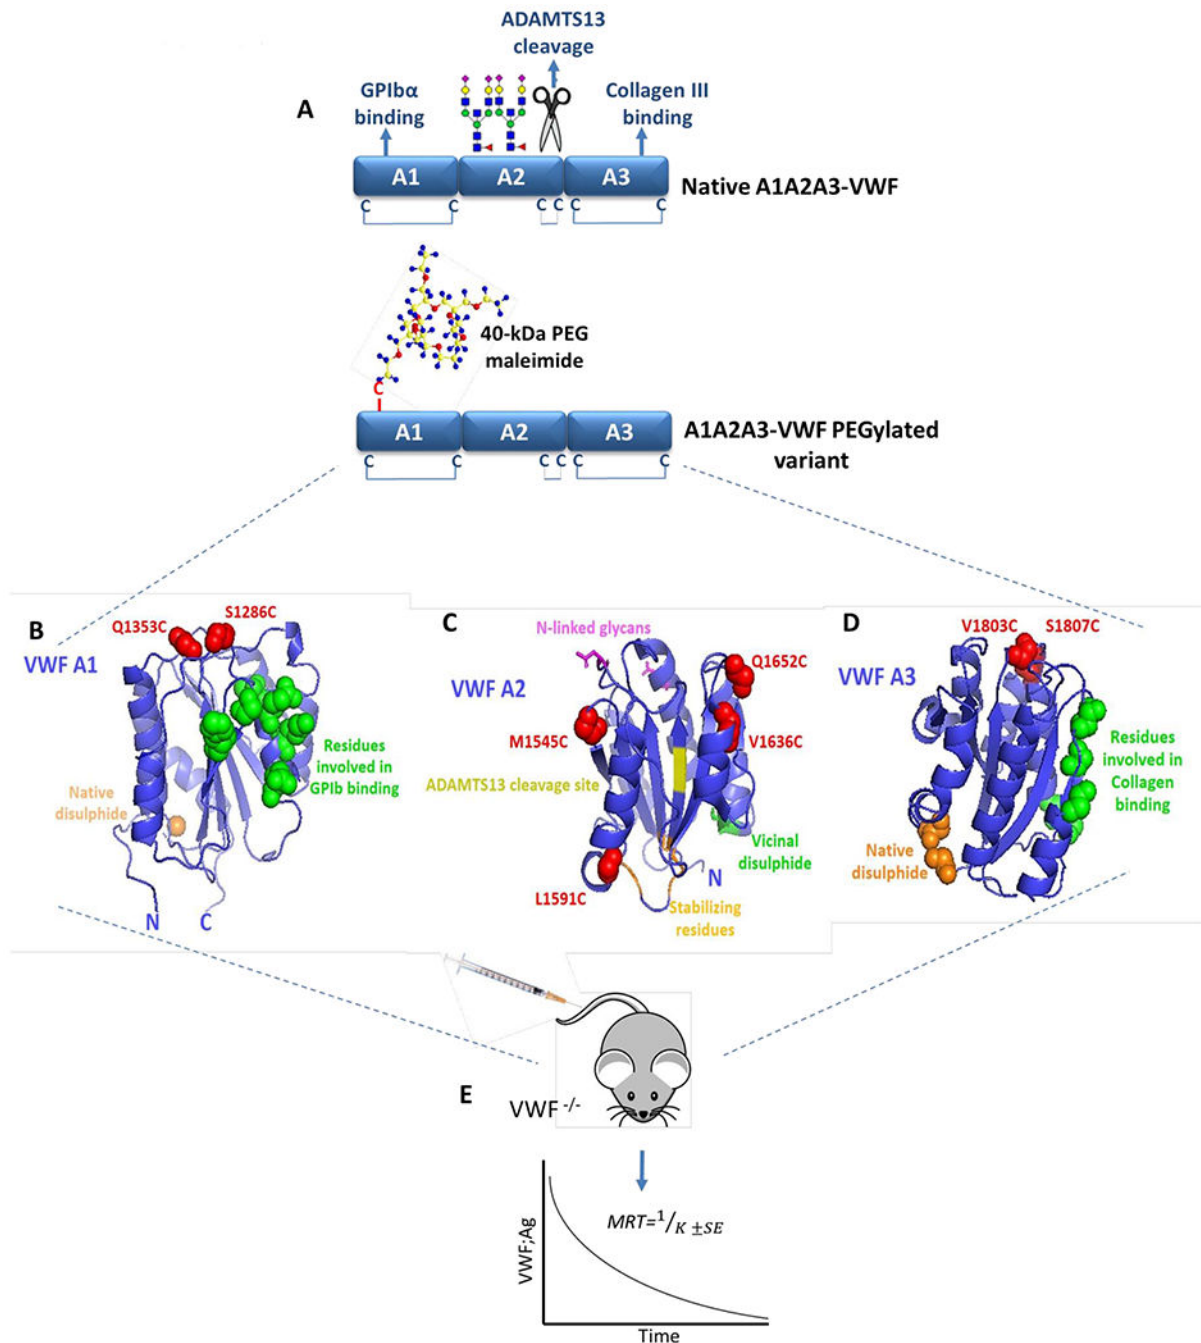 ADAMTS13
cleavage
A
GPIbα
binding
Collagen III
binding
A1
A2
A3
Native A1A2A3-VWF
C
C
C C
C
C
40-kDa PEG
maleimide
C
A1
A2
A3
A1A2A3-VWF PEGylated
variant
C
C
C C
C
C
B
Q1353C
S1286C
VWF A1
Residues
involved in
GPIb binding
Native
disulphide
N
C
C
N-linked glycans
VWF A2
Q1652C
M1545C
V1636C
ADAMTS13 cleavage site
Vicinal
disulphide
N
L1591C
Stabilizing
residues
D
V1803C
S1807C
VWF A3
Residues
involved in
Collagen
binding
Native
disulphide
E
VWF -/-
VWF;Ag
MRT=1/K ±SE
Time